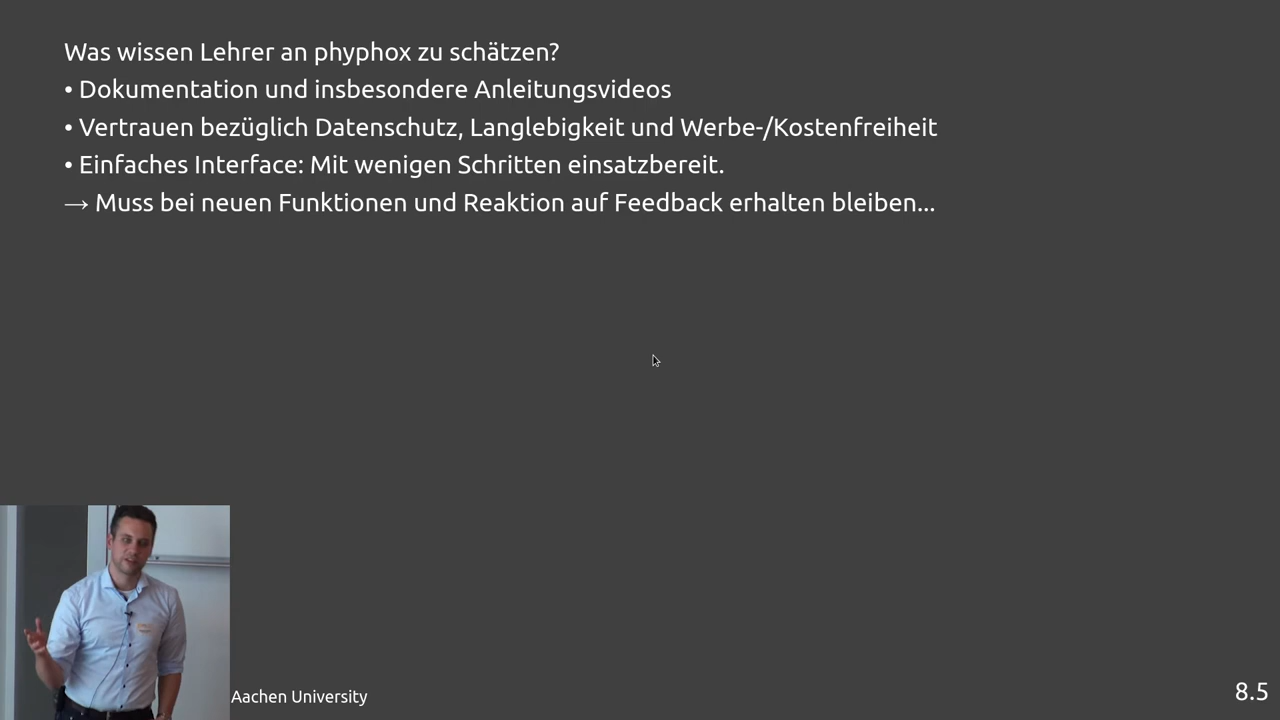 Was wissen Lehrer an phyphox zu schätzen?
• Dokumentation und insbesondere Anleitungsvideos
• Vertrauen bezüglich Datenschutz, Langlebigkeit und Werbe-/Kostenfreiheit
• Einfaches Interface: Mit wenigen Schritten einsatzbereit.
→ Muss bei neuen Funktionen und Reaktion auf Feedback erhalten bleiben...
Aachen University
8.5